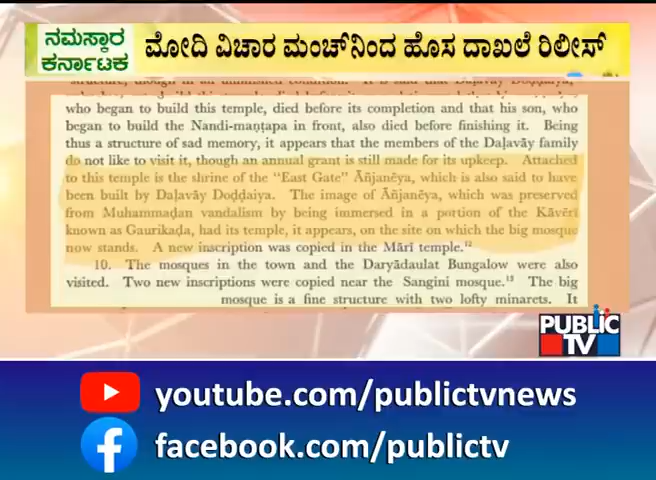 ನಮಸ್ಕಾರ
ಕರ್ನಾಟಕ
ಮೋದಿ ವಿಚಾರ ಮಂಚ್‌ನಿಂದ ಹೊಸ ದಾಖಲೆ ರಿಲೀಸ್
who began to build this temple, died before its completion and that his son, who
began to build the Nandi-maṇṭapa in front, also died before finishing it. Being
thus a structure of sad memory, it appears that the members of the Daḷavāy family
do not like to visit it, though an annual grant is still made for its upkeep. Attached
to this temple is the shrine of the “East Gate” Āñjanēya, which is also said to have
been built by Daḷavāy Doḍḍaiya. The image of Āñjanēya, which was preserved
from Muhammaḍan vandalism by being immersed in a portion of the Kāvērī
known as Gaurikaḍa, had its temple, it appears, on the site on which the big mosque
now stands. A new inscription was copied in the Mārī temple.12
10. The mosques in the town and the Daryādaulat Bungalow were also
visited. Two new inscriptions were copied near the Sangini mosque.13 The big
mosque is a fine structure with two lofty minarets. It
PUBLIC
TV
youtube.com/publictvnews
facebook.com/publictv